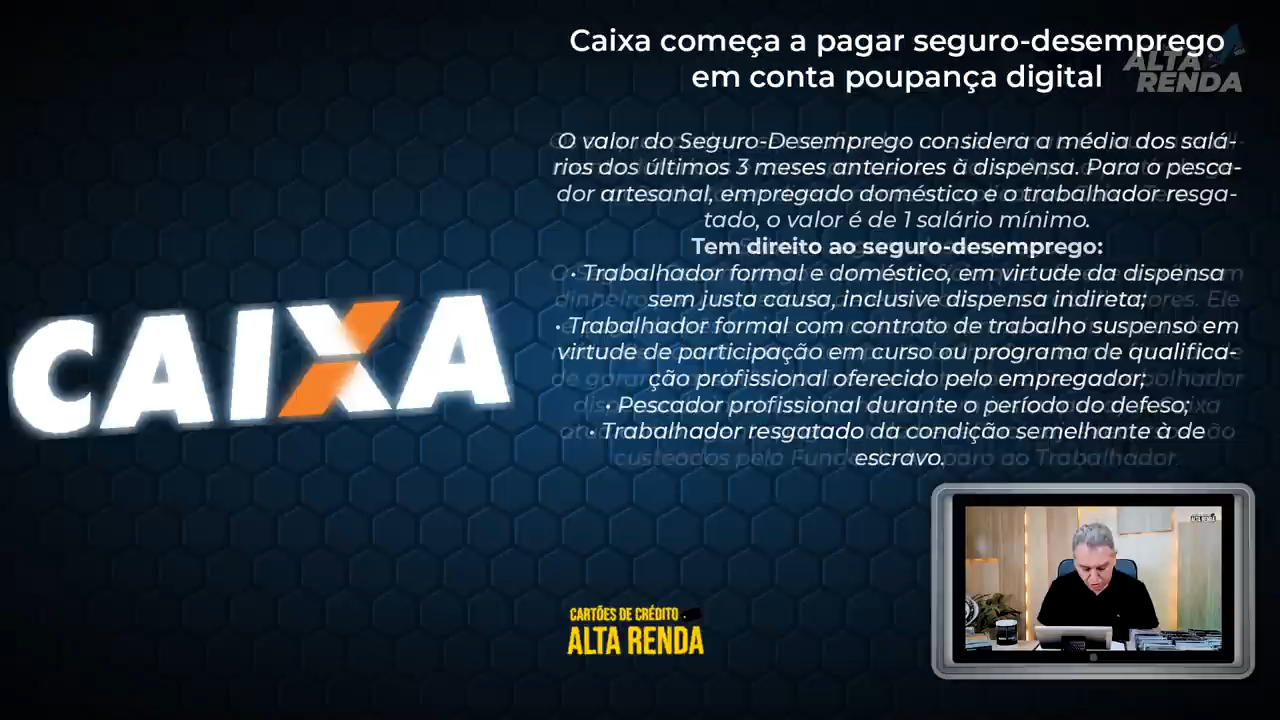 Caixa começa a pagar seguro-desemprego
em conta poupança digital
ALTA
RENDA
O valor do Seguro-Desemprego considera a média dos salá-
rios dos últimos 3 meses anteriores à dispensa. Para o pesca-
dor artesanal, empregado doméstico e o trabalhador resga-
tado, o valor é de 1 salário mínimo.
Tem direito ao seguro-desemprego:
• Trabalhador formal e doméstico, em virtude da dispensa
sem justa causa, inclusive dispensa indireta;
• Trabalhador formal com contrato de trabalho suspenso em
virtude de participação em curso ou programa de qualifica-
ção profissional oferecido pelo empregador;
• Pescador profissional durante o período do defeso;
• Trabalhador resgatado da condição semelhante à de
escravo.
CAIXA
CARTÕES DE CRÉDITO
ALTA RENDA